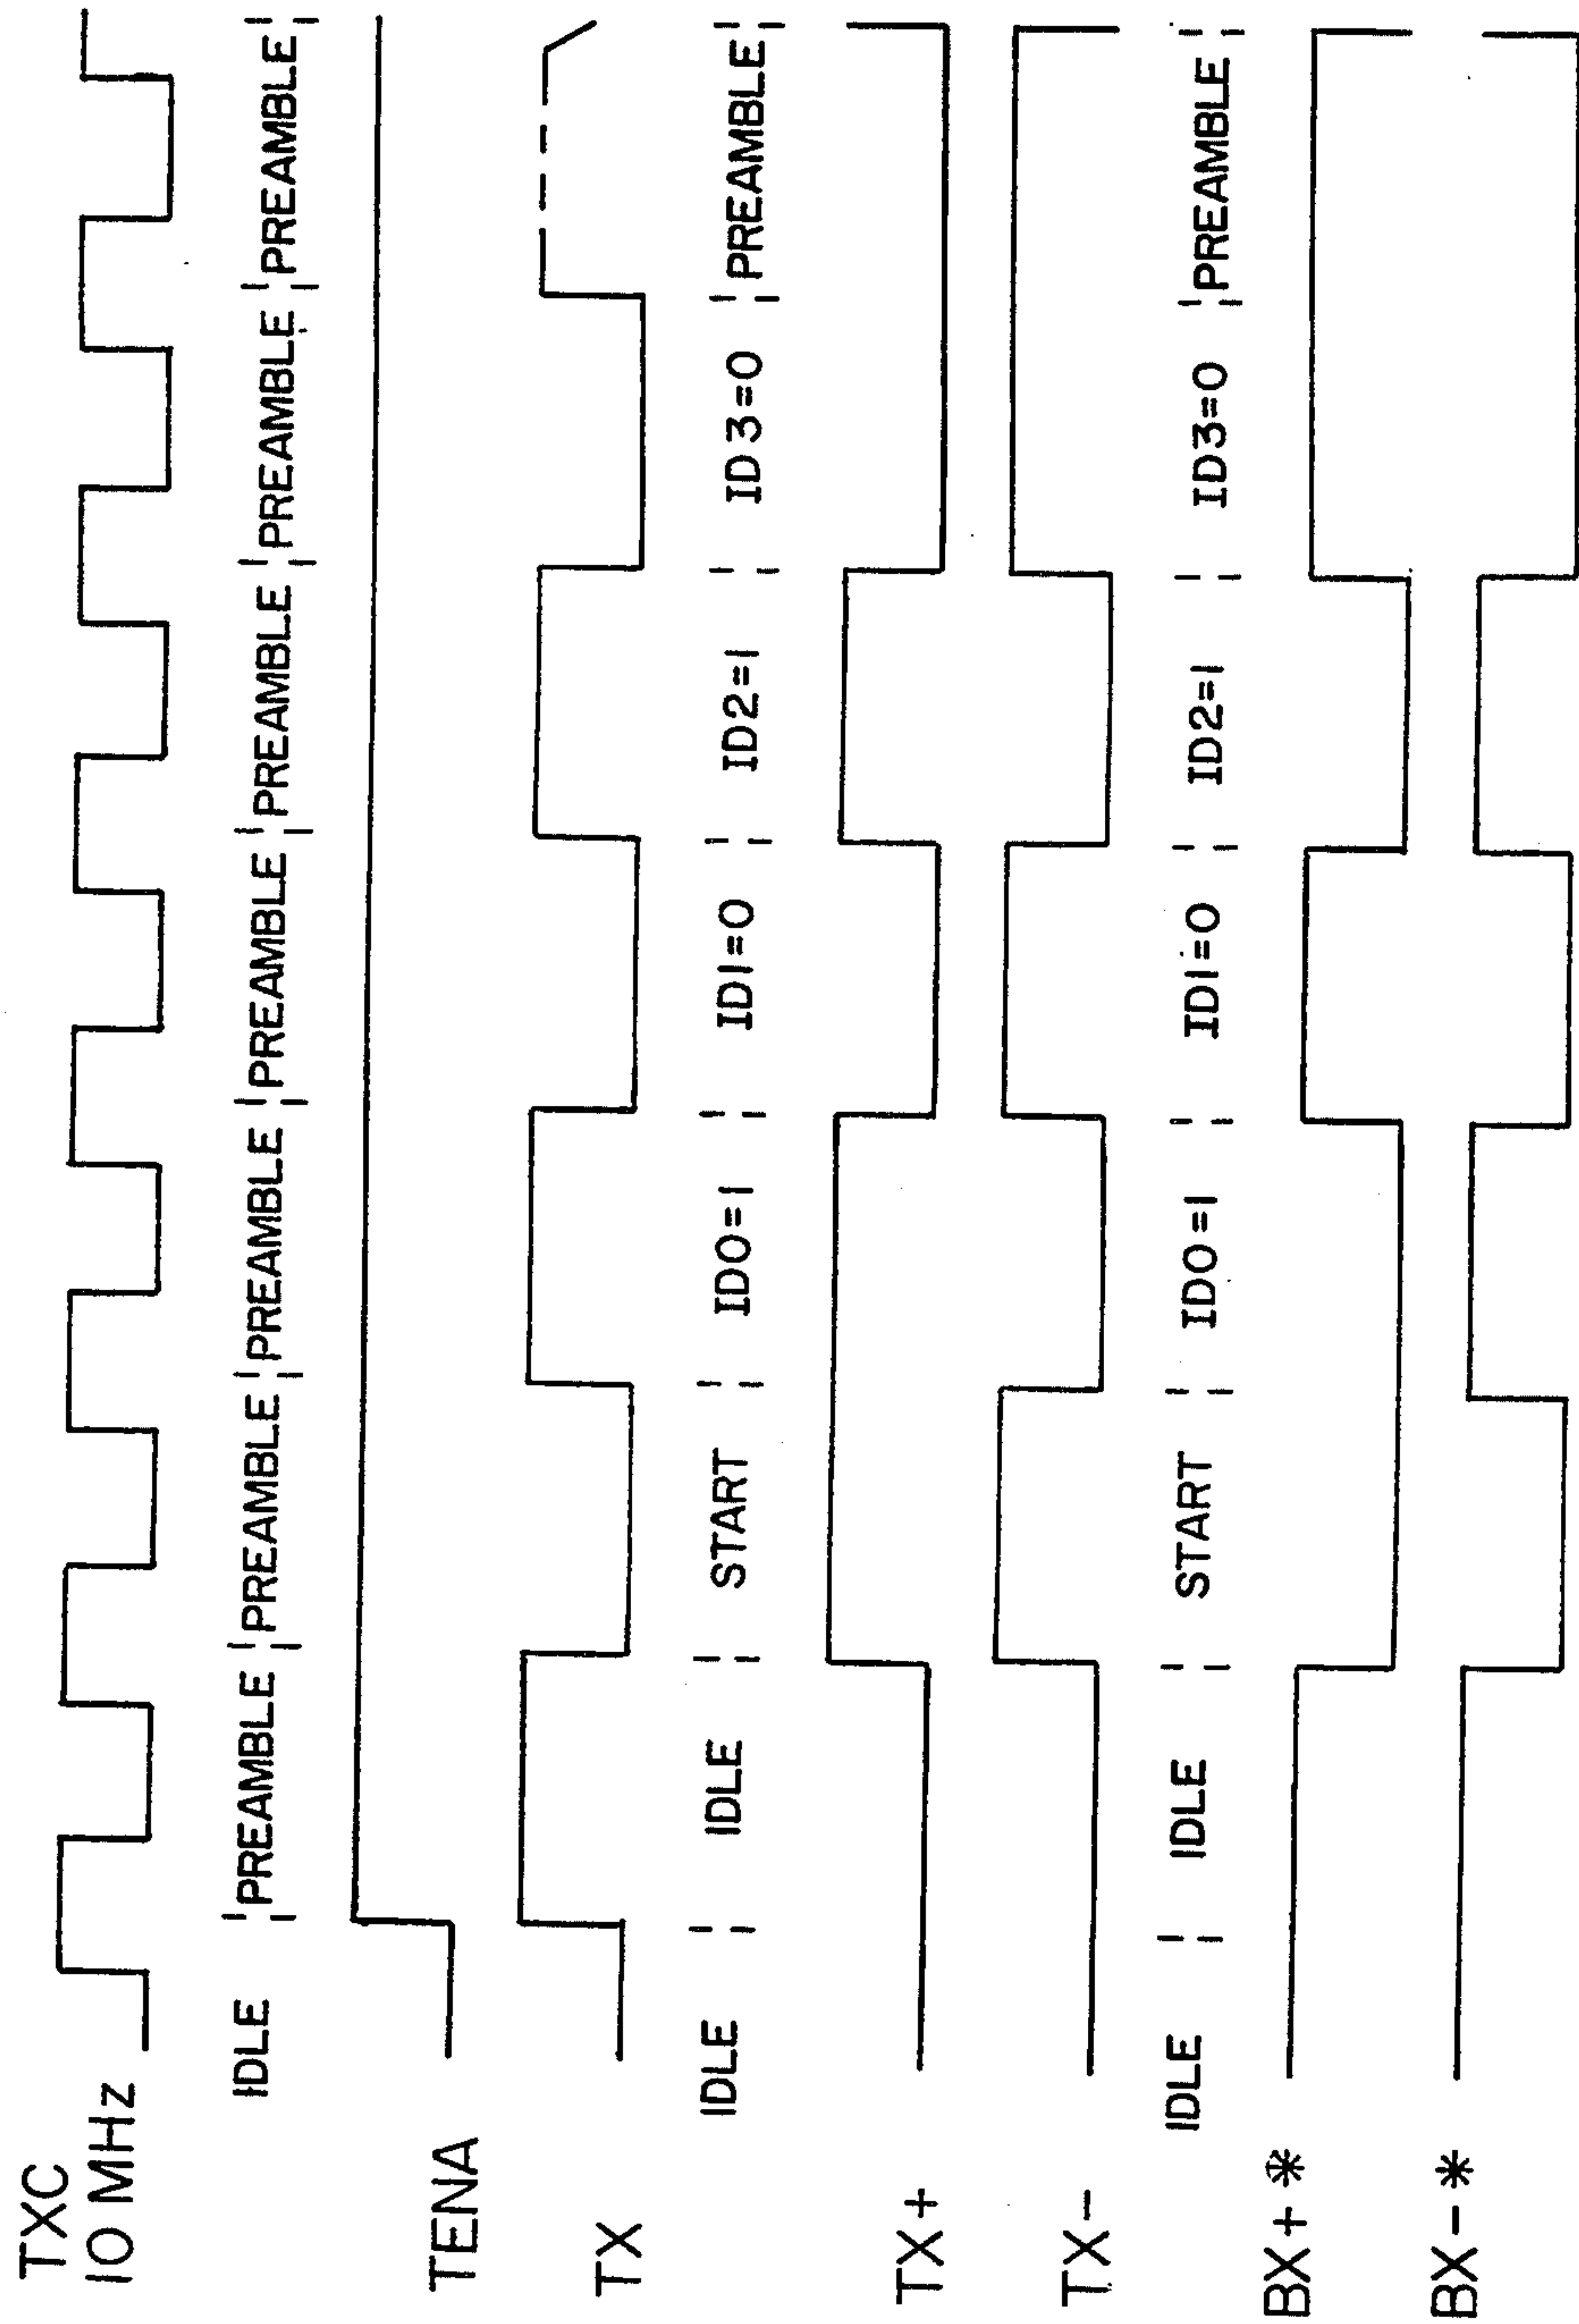 TXC
10 MHz
IDLE PREAMBLE PREAMBLE PREAMBLE PREAMBLE PREAMBLE PREAMBLE PREAMBLE
TENA
TX
IDLE IDLE START ID0=1 ID1=0 ID2=1 ID3=0 PREAMBLE
TX+
TX-
IDLE IDLE START ID0=1 ID1=0 ID2=1 ID3=0 PREAMBLE
BX+*
BX-*